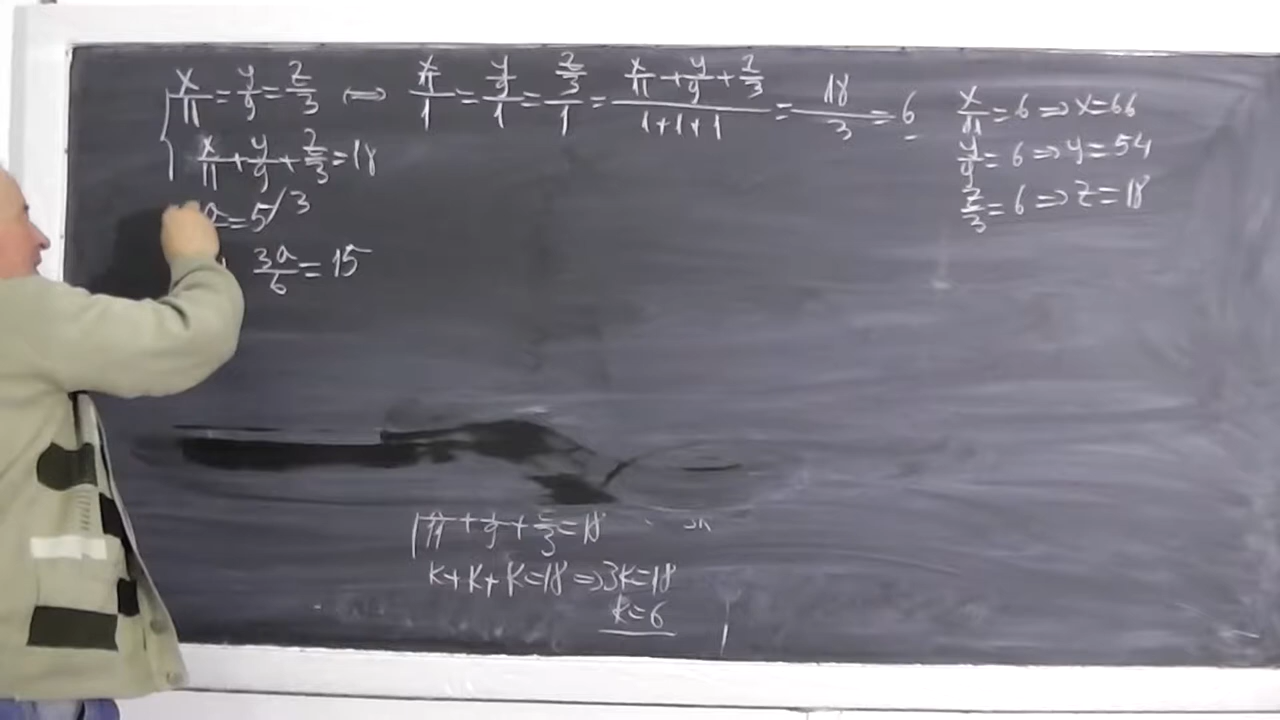 x/11 = y/9 = z/3 ⟺ (x/11)/1 = (y/9)/1 = (z/3)/1 = (x/11 + y/9 + z/3)/(1+1+1) = 18/3 = 6
x/11 + y/9 + z/3 = 18
a = 5 / 3
3a/6 = 15
x/11 = 6 ⇒ x = 66
y/9 = 6 ⇒ y = 54
z/3 = 6 ⇒ z = 18
x/11 + y/9 + z/3 = 18
k + k + k = 18 ⇒ 3k = 18
k = 6